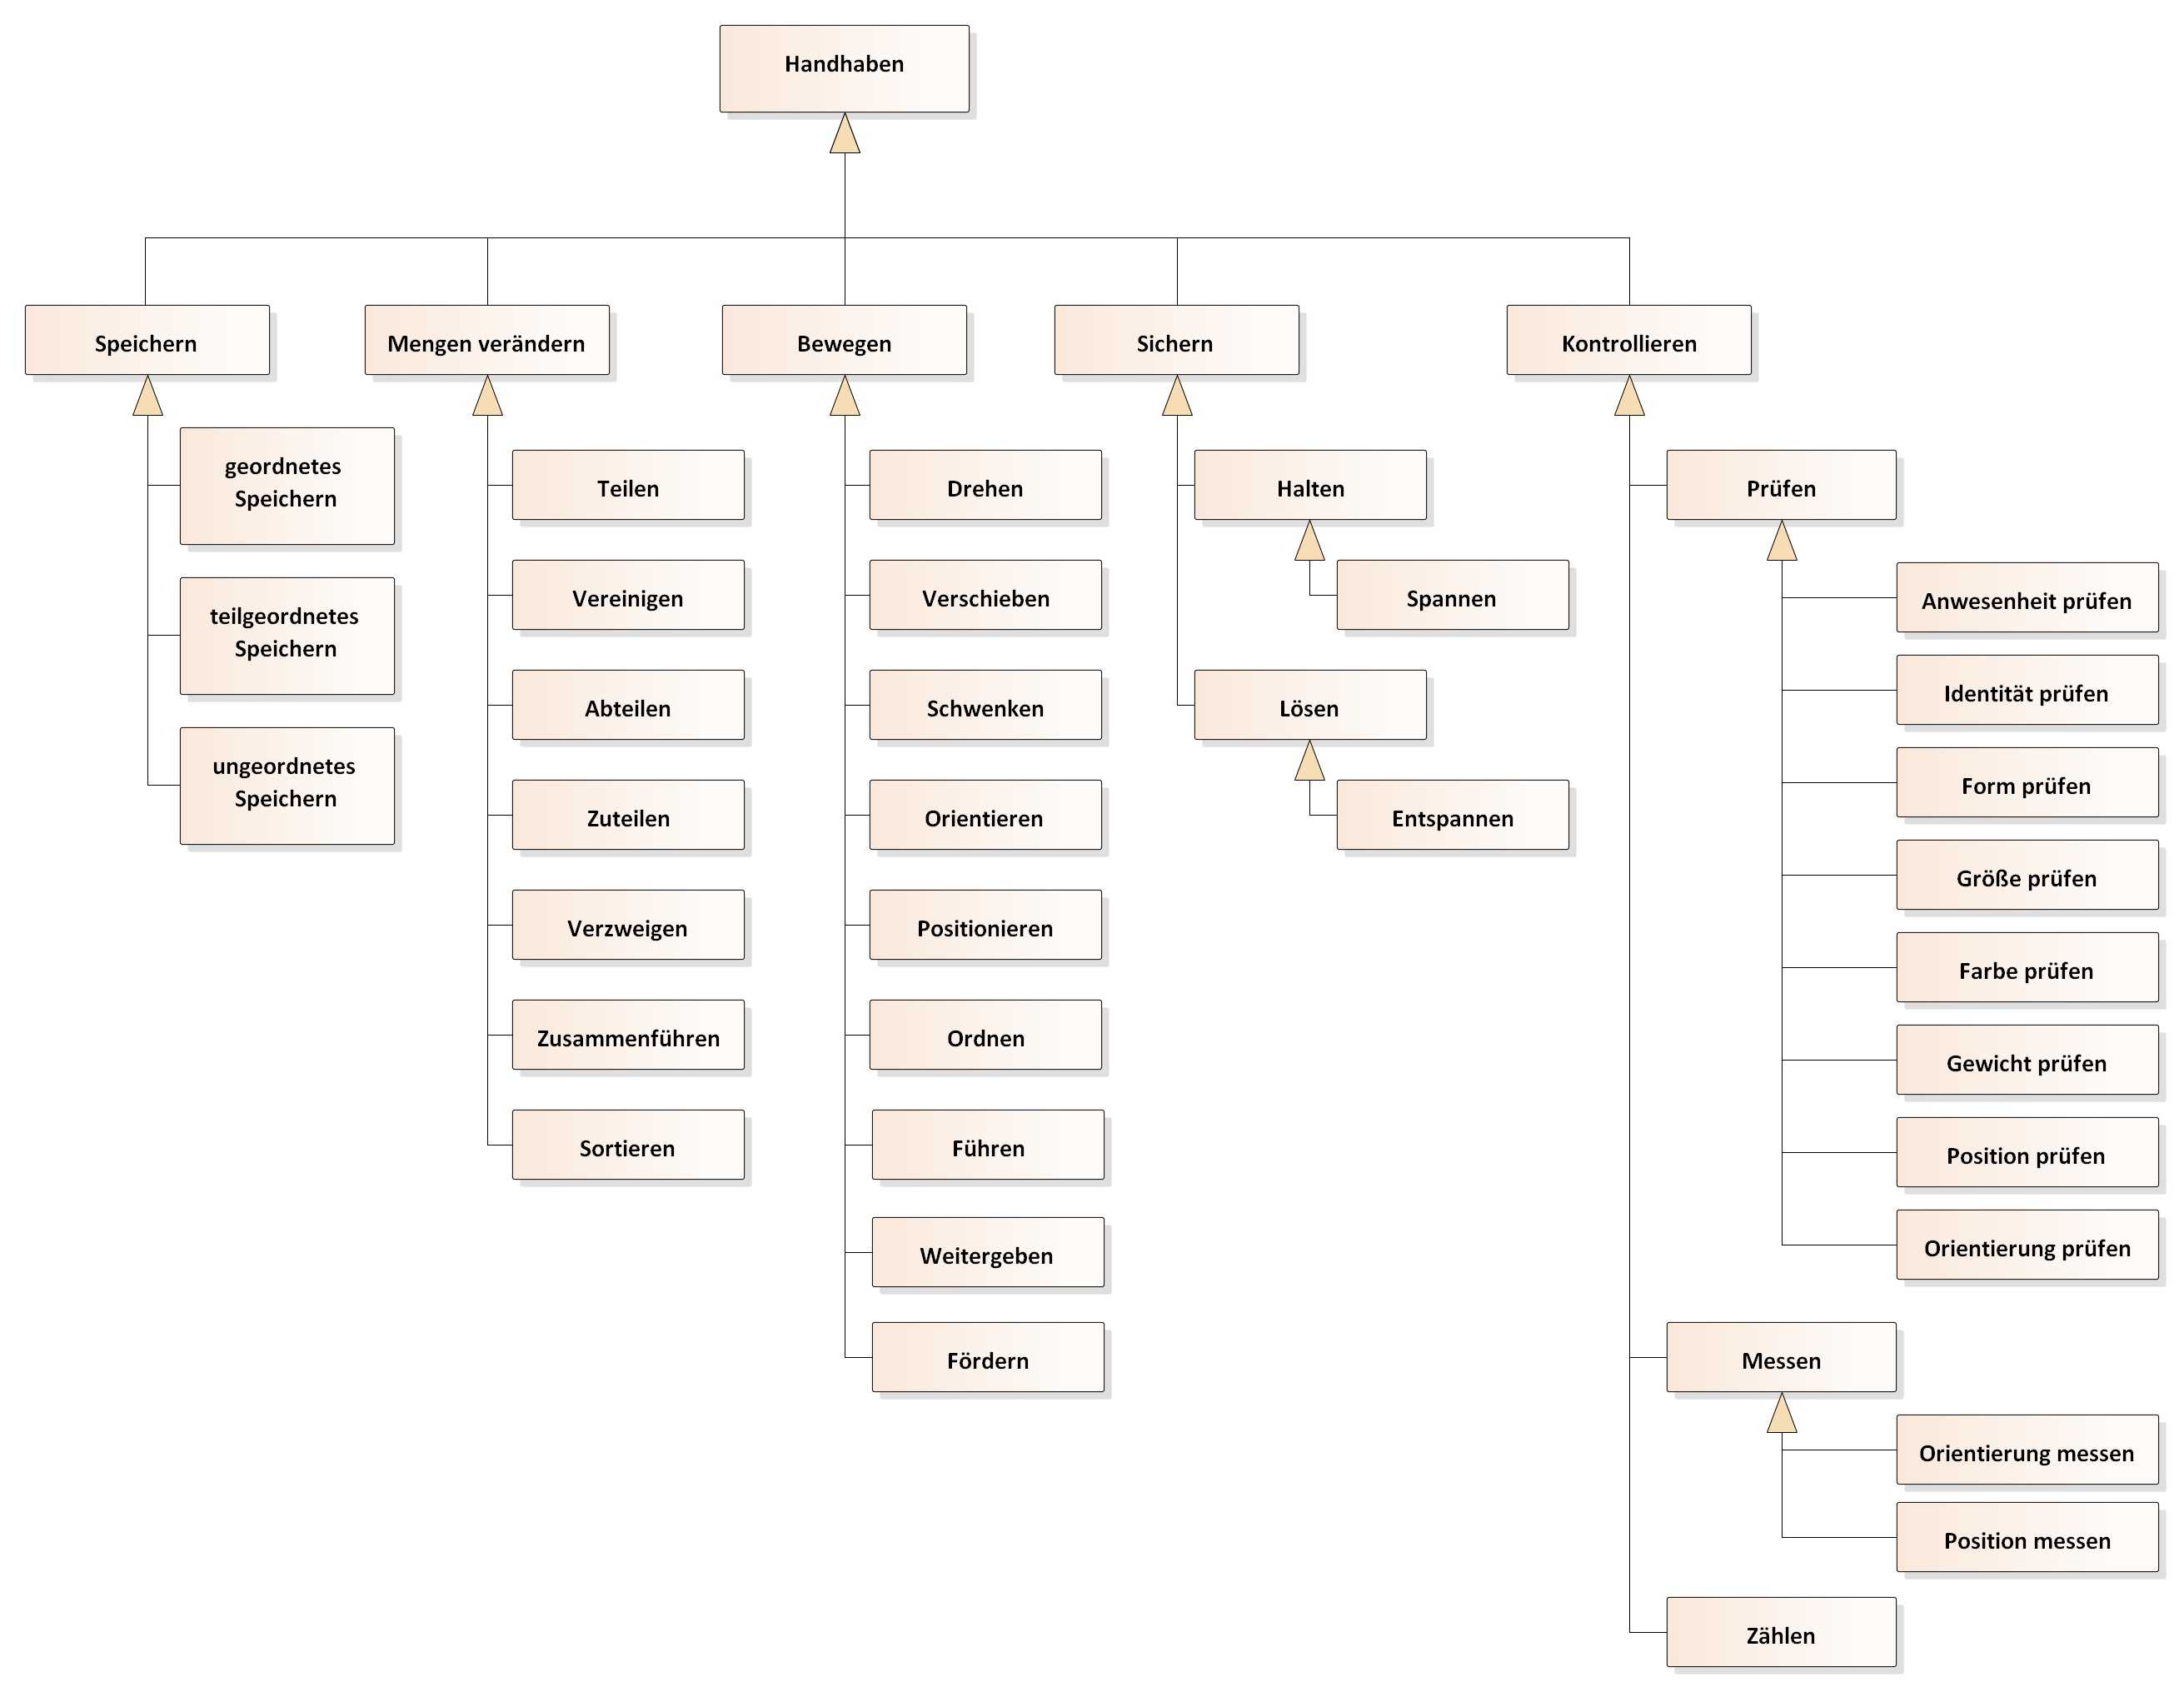 Handhaben
Speichern
geordnetes
Speichern
teilgeordnetes
Speichern
ungeordnetes
Speichern
Mengen verändern
Teilen
Vereinigen
Abteilen
Zuteilen
Verzweigen
Zusammenführen
Sortieren
Bewegen
Drehen
Verschieben
Schwenken
Orientieren
Positionieren
Ordnen
Führen
Weitergeben
Fördern
Sichern
Halten
Spannen
Lösen
Entspannen
Kontrollieren
Prüfen
Anwesenheit prüfen
Identität prüfen
Form prüfen
Größe prüfen
Farbe prüfen
Gewicht prüfen
Position prüfen
Orientierung prüfen
Messen
Orientierung messen
Position messen
Zählen